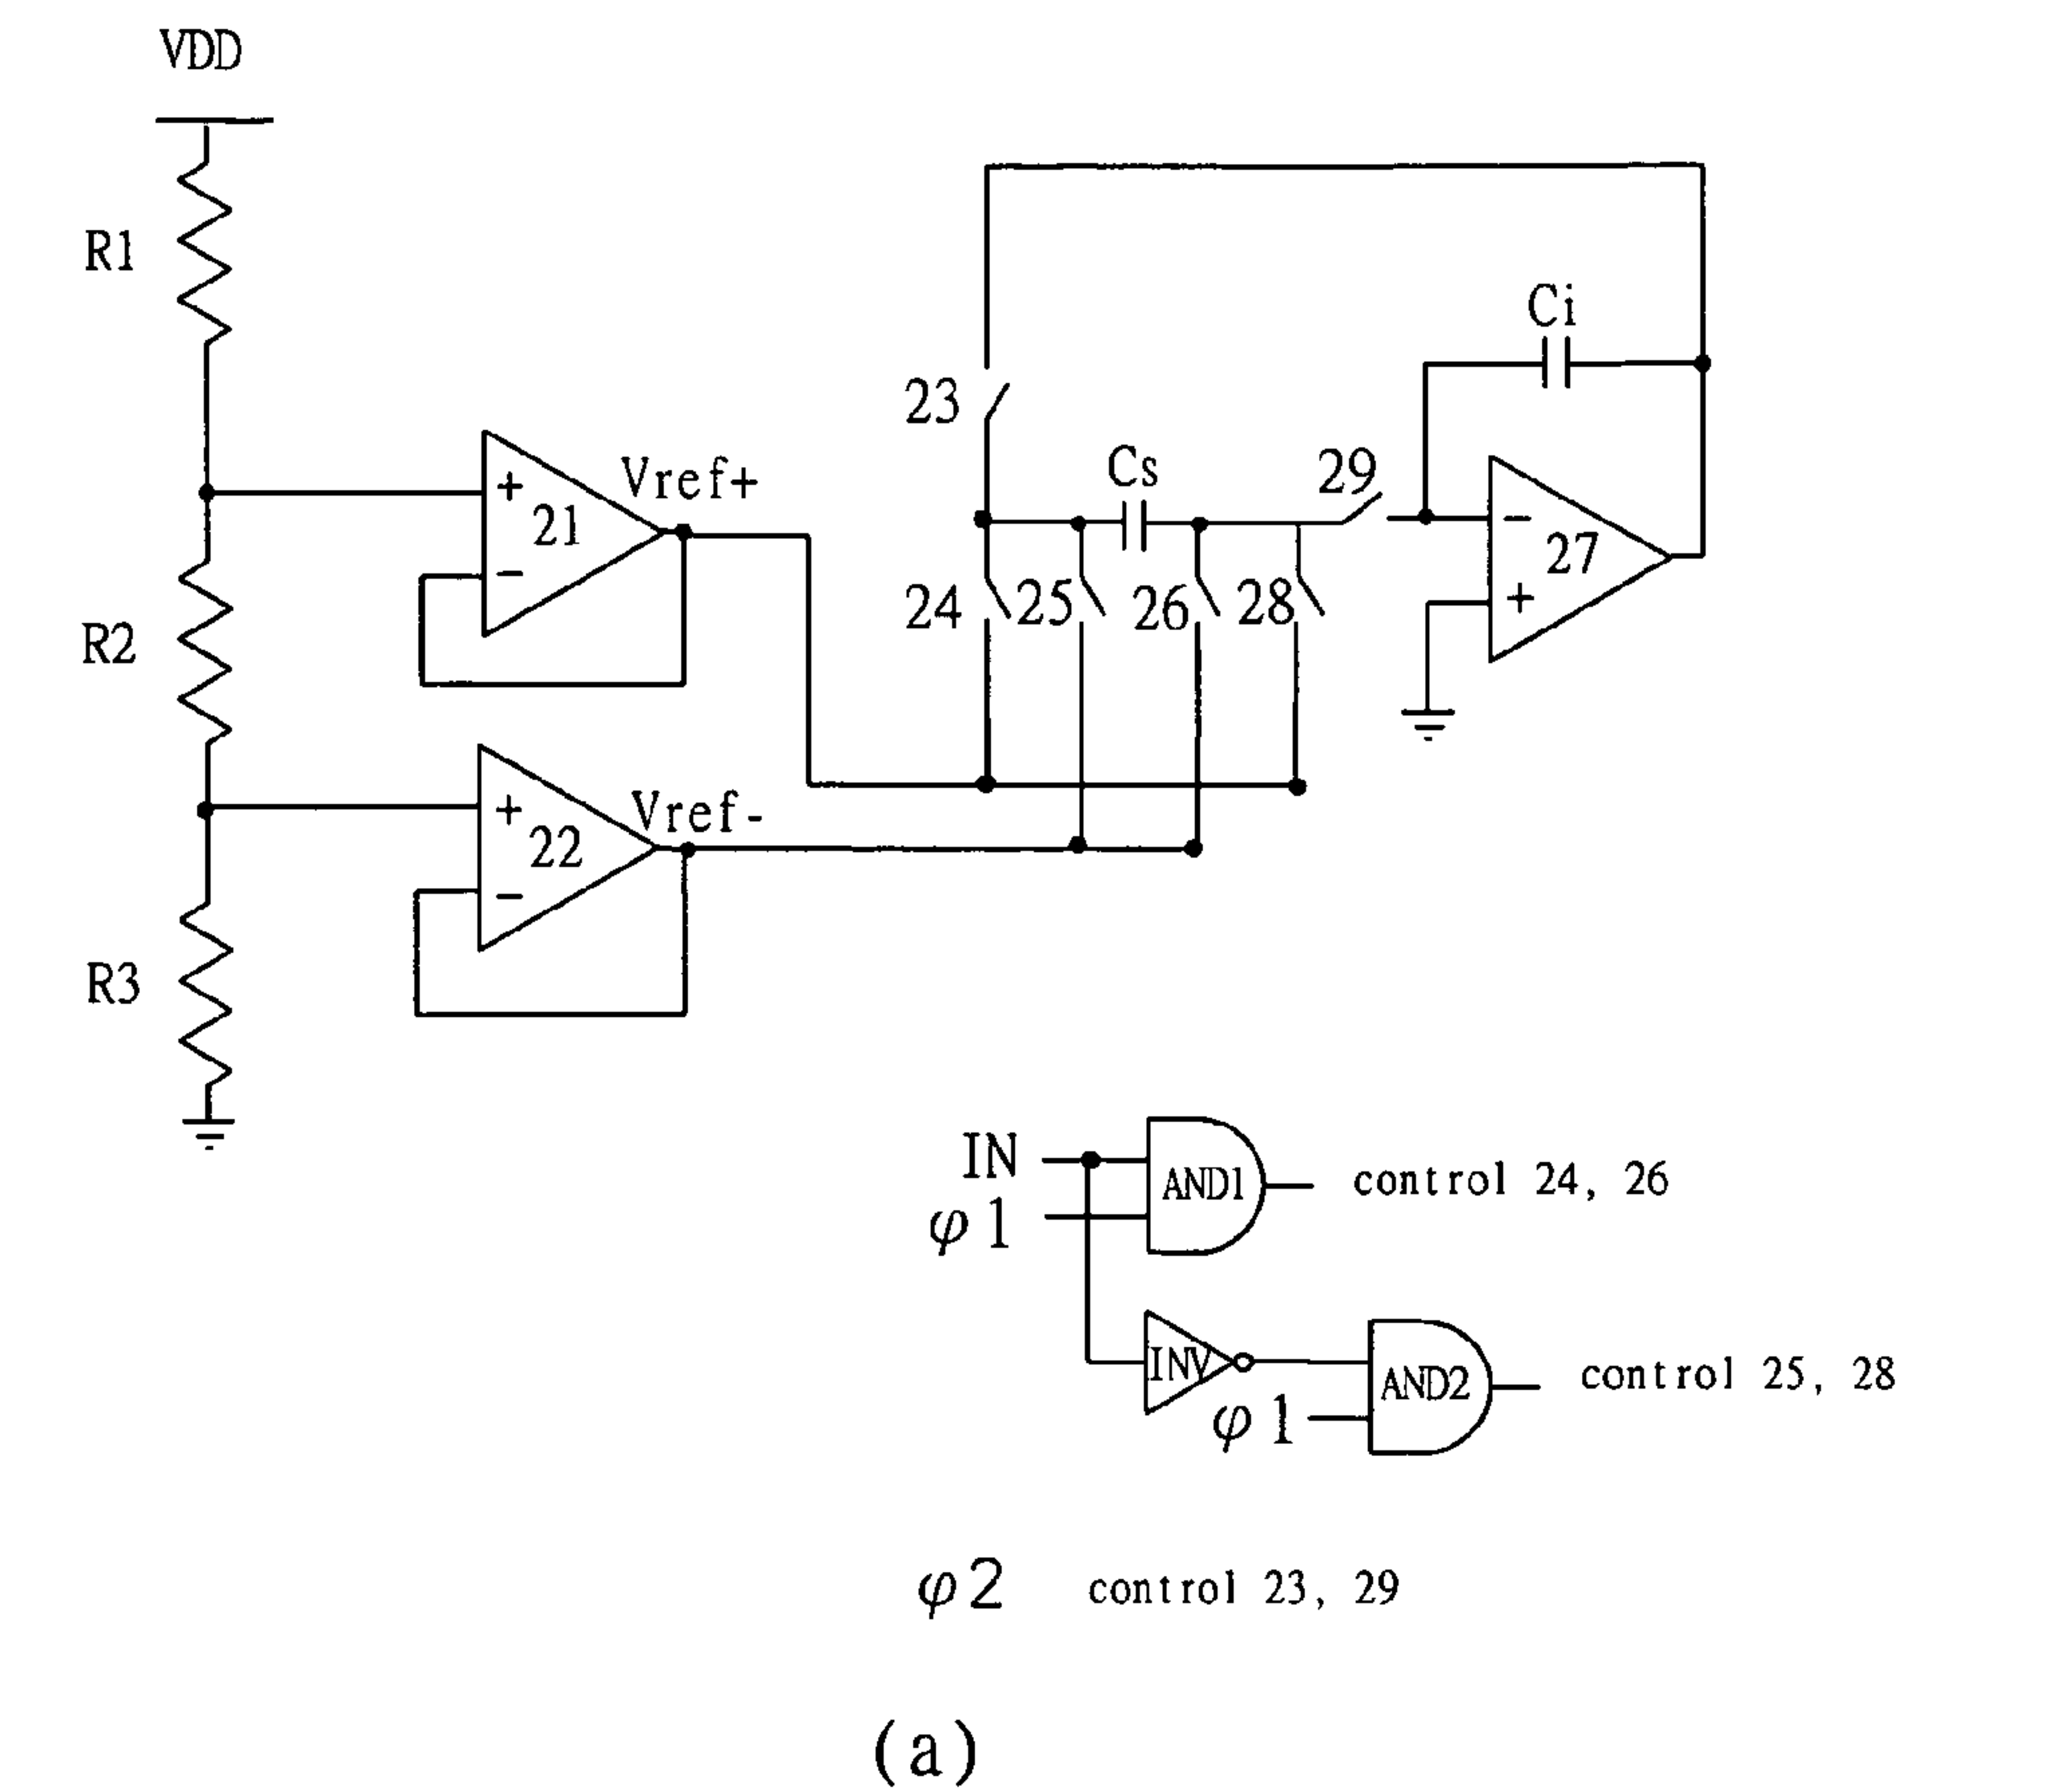 VDD
R1
R2
R3
+
21
−
Vref+
+
22
−
Vref-
23
24
25
26
28
Cs
29
Ci
−
27
+
IN
φ1
AND1
control 24, 26
INV
φ1
AND2
control 25, 28
φ2 control 23, 29
(a)